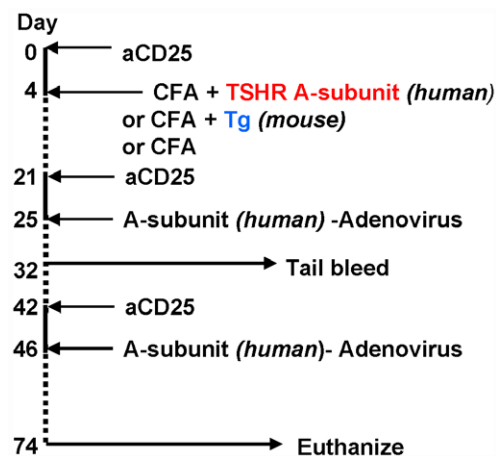 Day
0 aCD25
4 CFA + TSHR A-subunit (human)
or CFA + Tg (mouse)
or CFA
21 aCD25
25 A-subunit (human) -Adenovirus
32 Tail bleed
42 aCD25
46 A-subunit (human)- Adenovirus
74 Euthanize